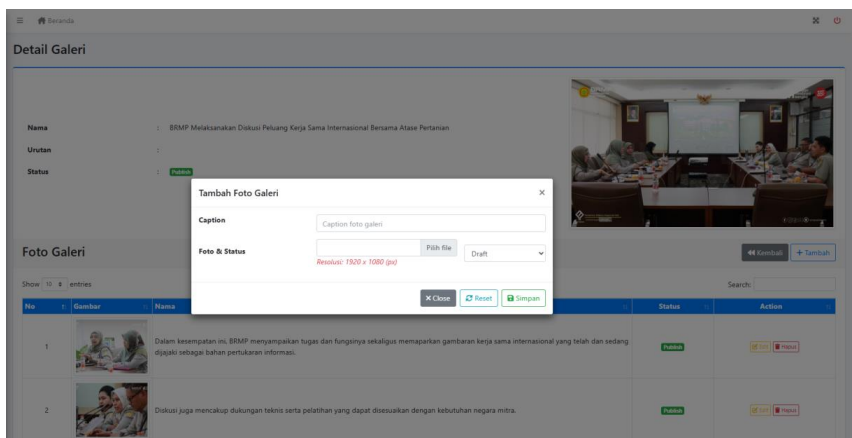 Beranda
Detail Galeri
Nama : BRMP Melaksanakan Diskusi Peluang Kerja Sama Internasional Bersama Atase Pertanian
Urutan :
Status : Publish
Tambah Foto Galeri ×
Caption Caption foto galeri
Foto & Status Pilih file Draft
Resolusi: 1920 x 1080 (px)
Close Reset Simpan
Foto Galeri Kembali + Tambah
Show 10 entries Search:
No Gambar Nama Status Action
1 Dalam kesempatan ini, BRMP menyampaikan tugas dan fungsinya sekaligus memaparkan gambaran kerja sama internasional yang telah dan sedang
dijajaki sebagai bahan pertukaran informasi. Publish Edit Hapus
2 Diskusi juga mencakup dukungan teknis serta pelatihan yang dapat disesuaikan dengan kebutuhan negara mitra. Publish Edit Hapus